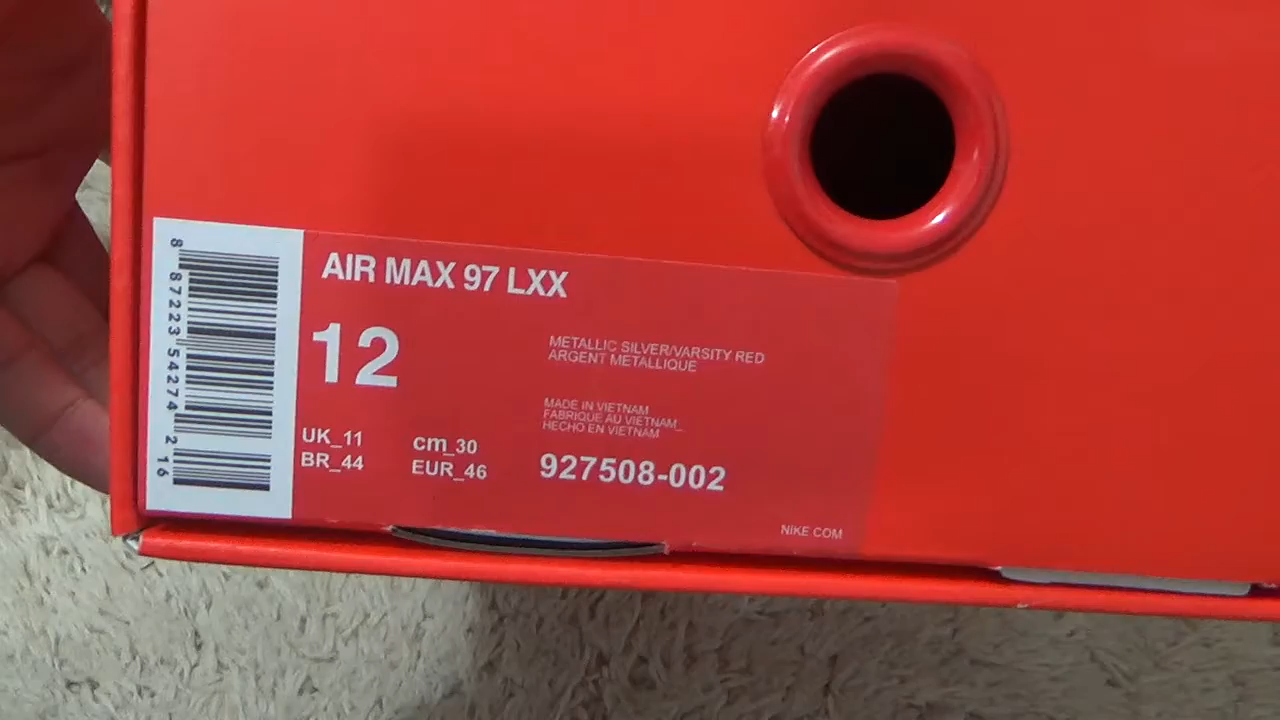 AIR MAX 97 LXX
12
METALLIC SILVER/VARSITY RED
ARGENT METALLIQUE
MADE IN VIETNAM
FABRIQUE AU VIETNAM_
HECHO EN VIETNAM
UK_11
cm_30
BR_44
EUR_46
927508-002
NIKE COM
8 87223 54274 2 16